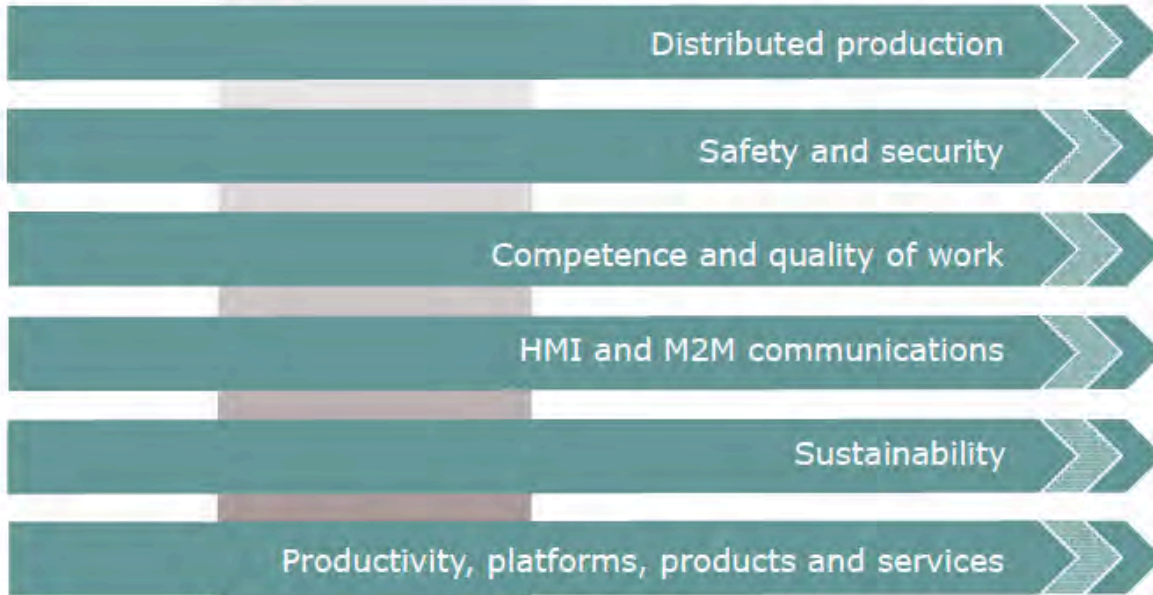 Distributed production
Safety and security
Competence and quality of work
HMI and M2M communications
Sustainability
Productivity, platforms, products and services